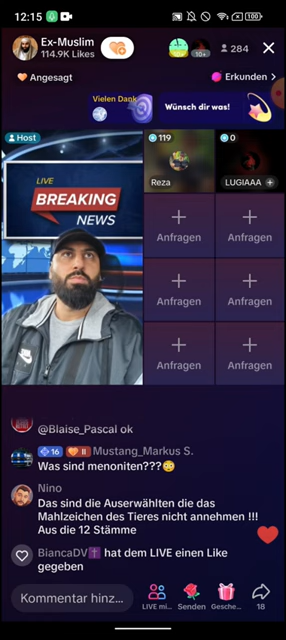 12:15
100
Ex-Muslim
114.9K Likes
10+
284
Angesagt
Erkunden >
Vielen Dank
Wünsch dir was!
Host
LIVE
BREAKING
NEWS
119
0
Reza
LUGIAAA +
+ +
Anfragen Anfragen
+ +
Anfragen Anfragen
+ +
Anfragen Anfragen
@Blaise_Pascal ok
16 II Mustang_Markus S.
Was sind menoniten???😳
Nino
Das sind die Auserwählten die das
Mahlzeichen des Tieres nicht annehmen !!!
Aus die 12 Stämme
BiancaDV✝️ hat dem LIVE einen Like
gegeben
Kommentar hinz...
LIVE mi... Senden Gesche... 18